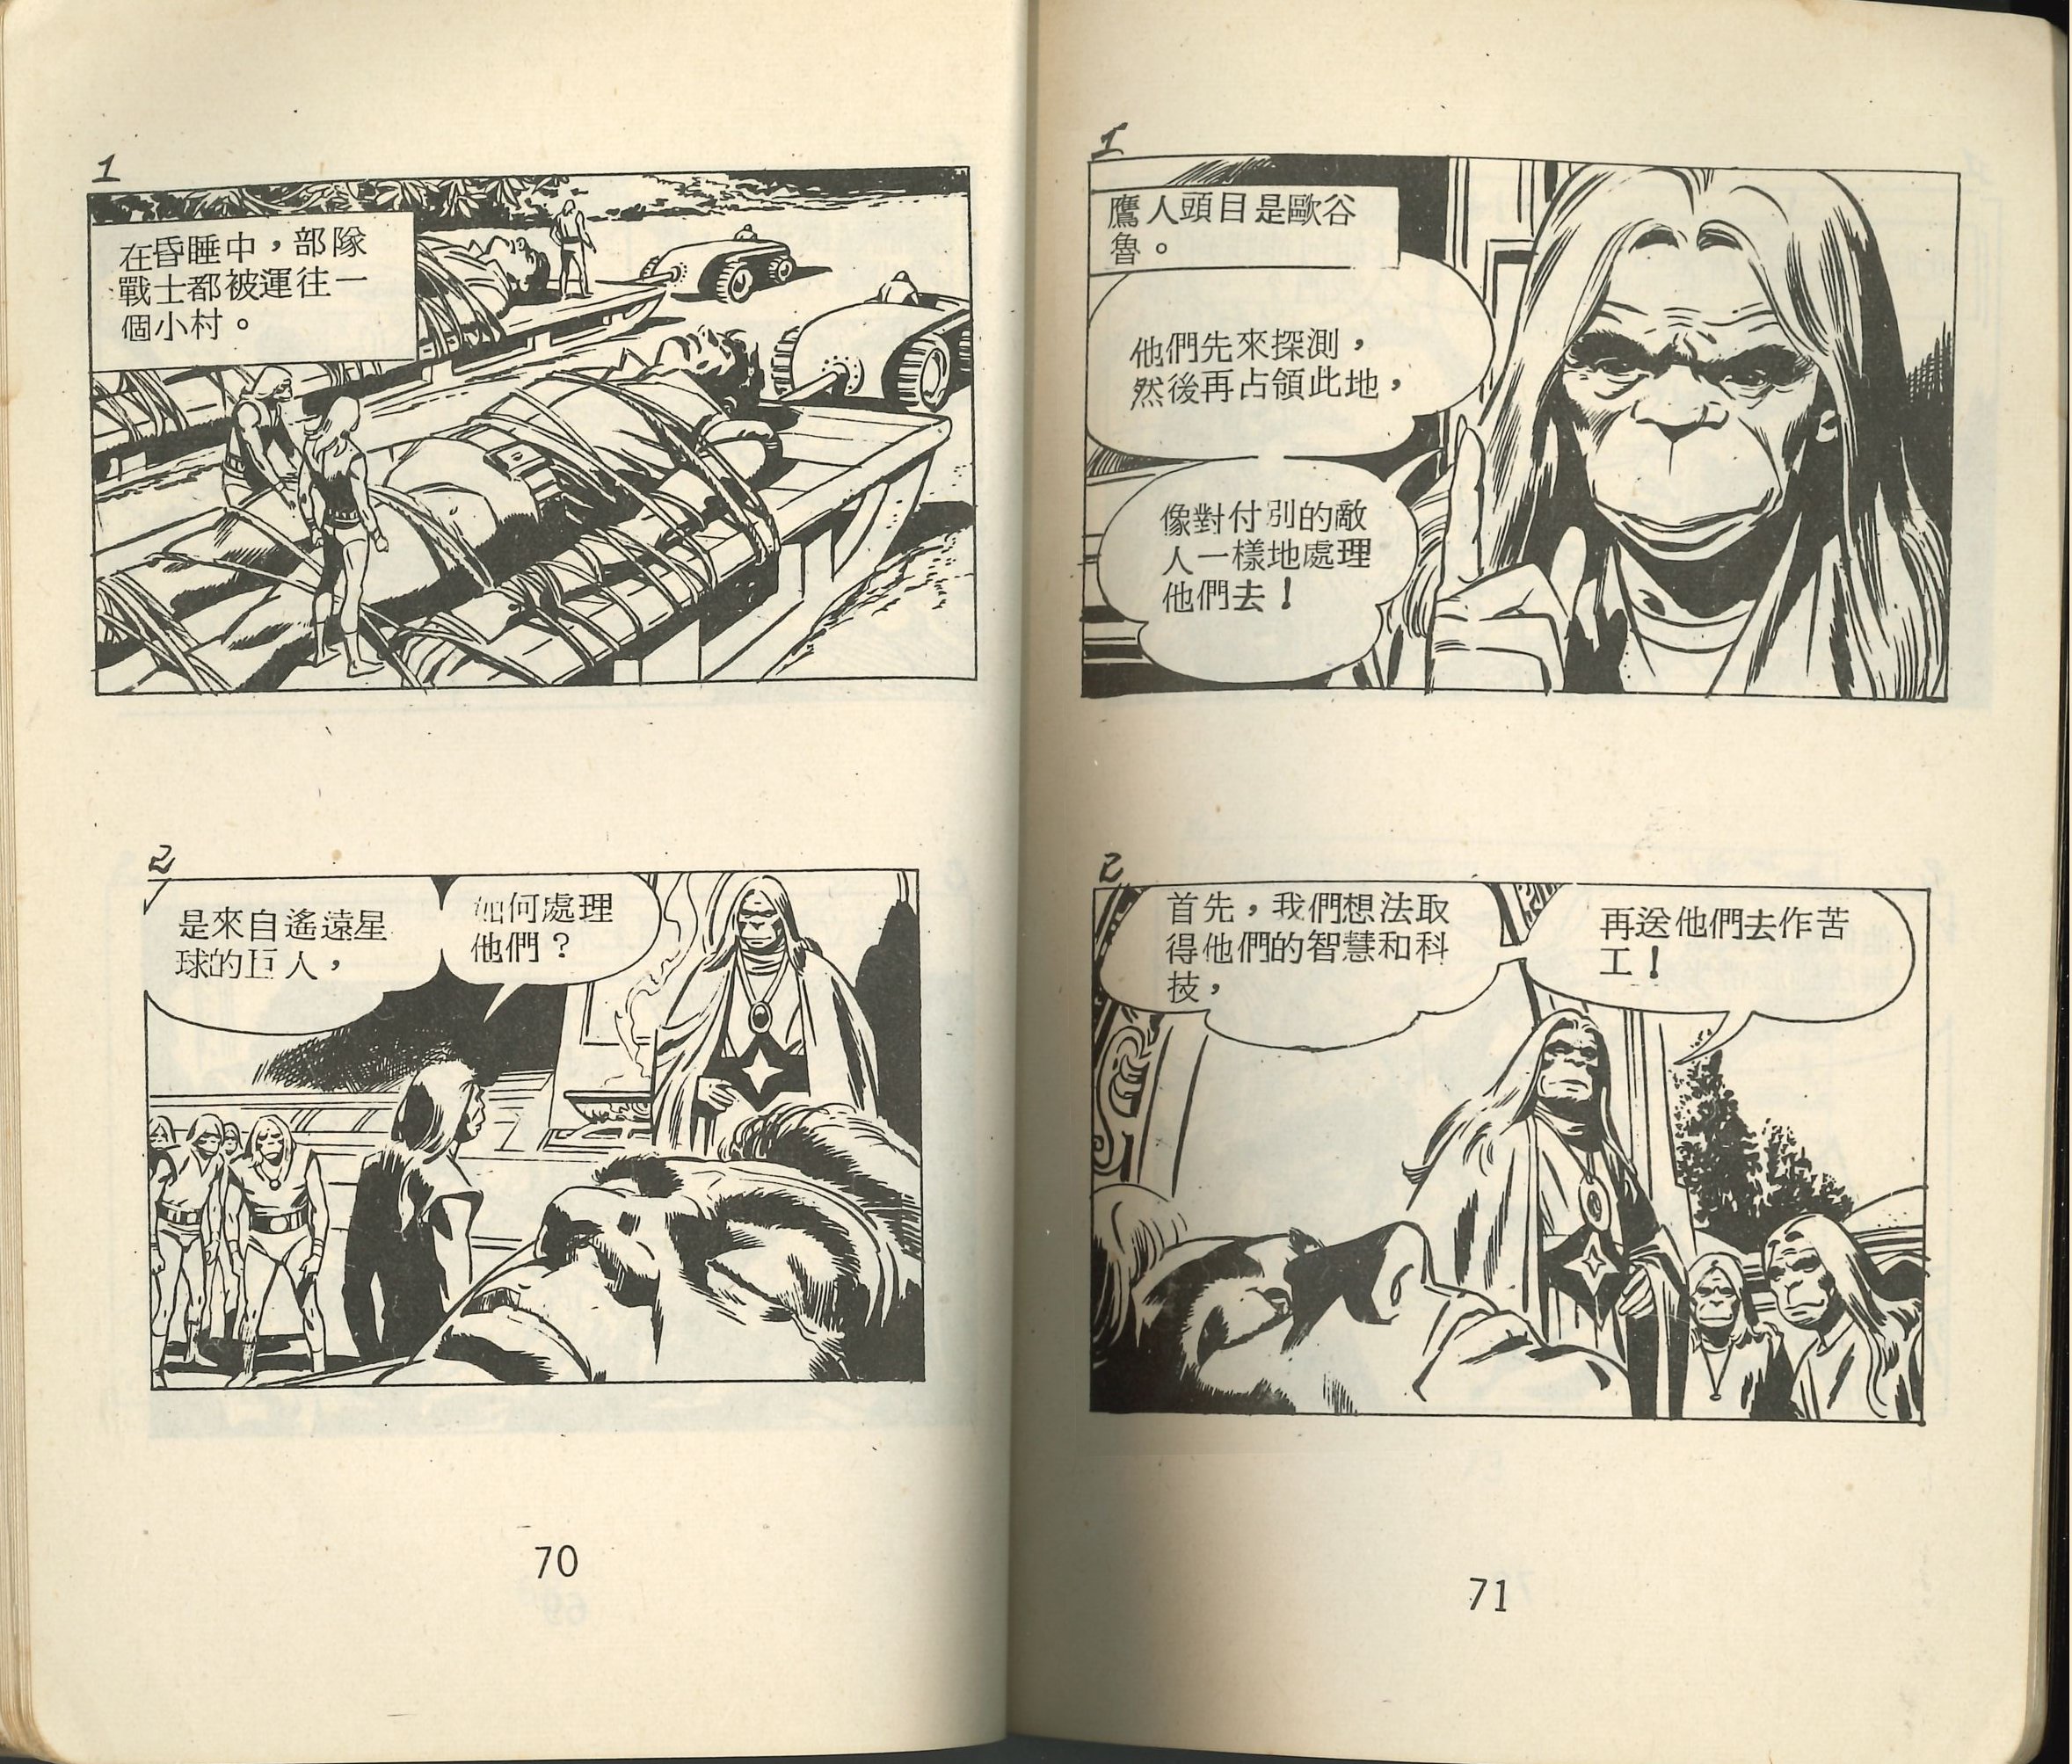 1
在昏睡中，部隊
戰士都被運往一
個小村。
2
是來自遙遠星
球的巨人，
如何處理
他們？
70
1
鷹人頭目是歐谷
魯。
他們先來探測，
然後再占領此地，
像對付別的敵
人一樣地處理
他們去！
2
首先，我們想法取
得他們的智慧和科
技，
再送他們去作苦
工！
71